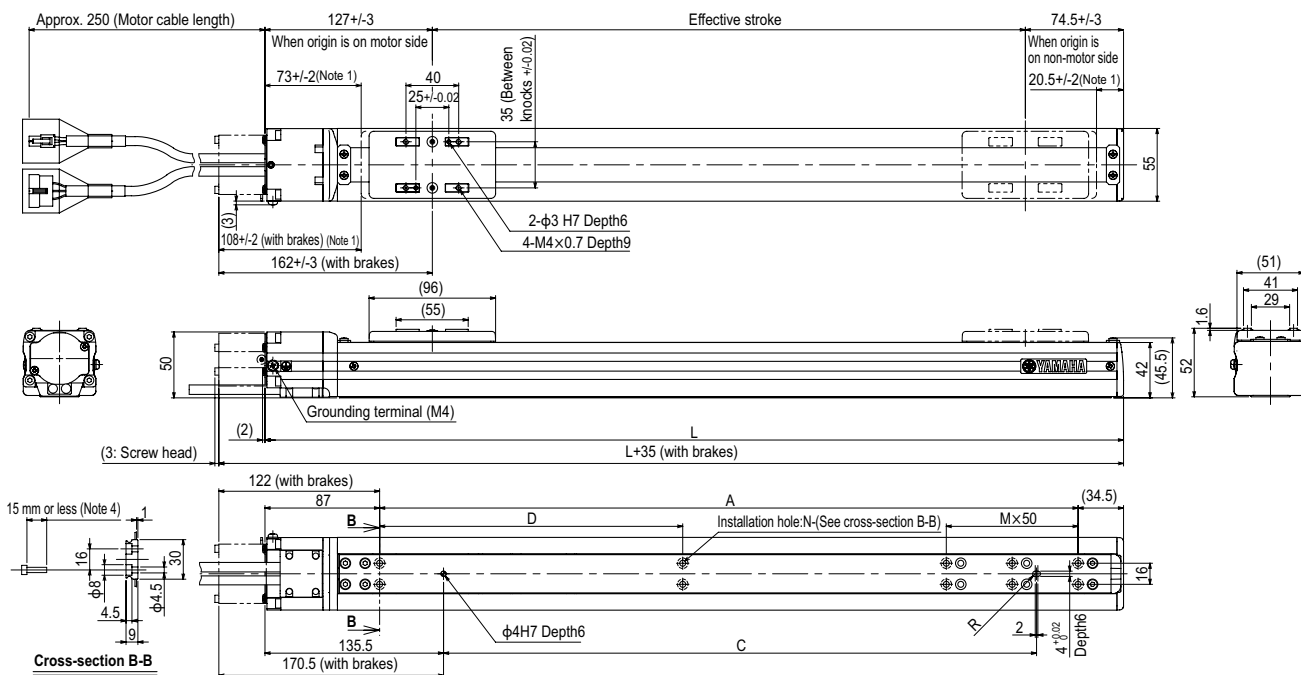 Approx. 250 (Motor cable length)
127+/-3
Effective stroke
74.5+/-3
When origin is on motor side
When origin is
on non-motor side
73+/-2(Note 1)
40
25+/-0.02
35 (Between
knocks +/-0.02)
20.5+/-2(Note 1)
55
(3)
2-φ3 H7 Depth6
4-M4×0.7 Depth9
108+/-2 (with brakes) (Note 1)
162+/-3 (with brakes)
(96)
(55)
(51)
41
29
1.6
52
50
YAMAHA
42
(45.5)
Grounding terminal (M4)
(2)
L
(3: Screw head)
L+35 (with brakes)
122 (with brakes)
87
A
(34.5)
15 mm or less (Note 4)
1
B
D
Installation hole:N-(See cross-section B-B)
M×50
16
30
φ8
φ4.5
4.5
9
16
B
φ4H7 Depth6
R
2
4 +0.02 0
Depth6
135.5
C
170.5 (with brakes)
Cross-section B-B